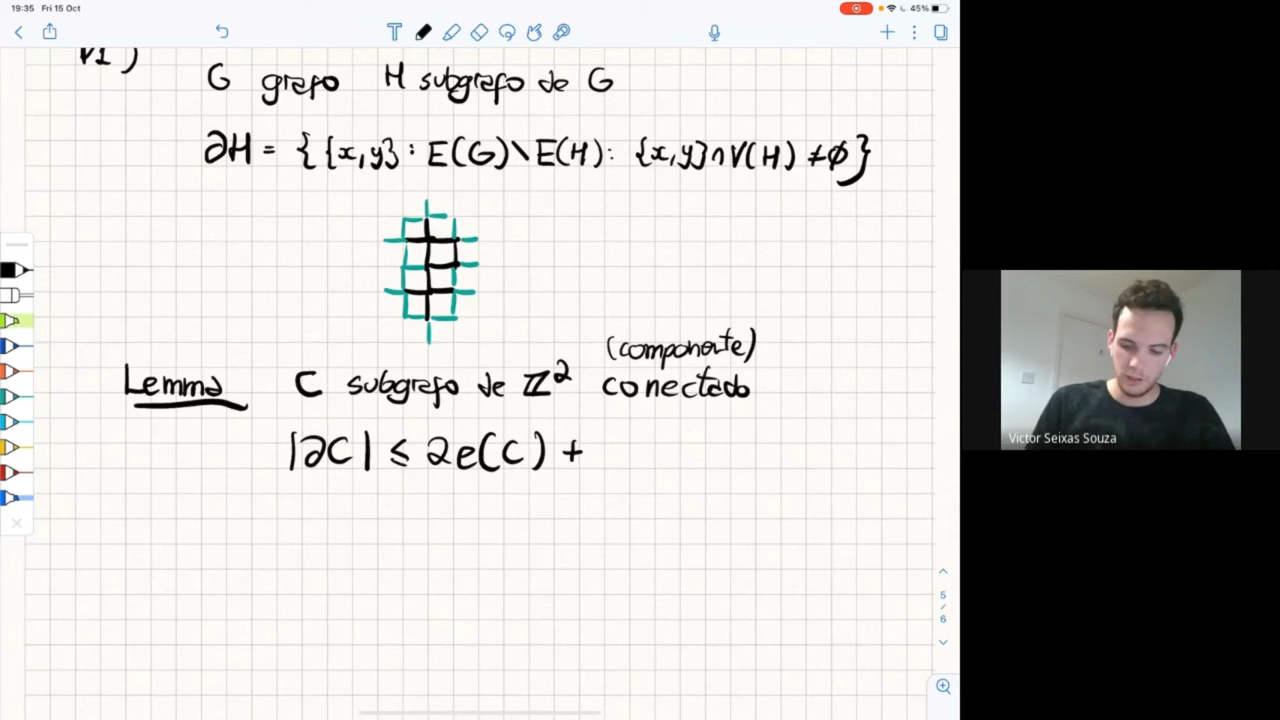 19:35 Fri 15 Oct
45%
G grafo H subgrafo de G
∂H = { {x,y} : E(G)\E(H) : {x,y}∩V(H) ≠ ∅ }
(componente)
Lemma C subgrafo de ℤ² conectado
|∂C| ≤ 2e(C) +
Victor Seixas Souza
5
/
6